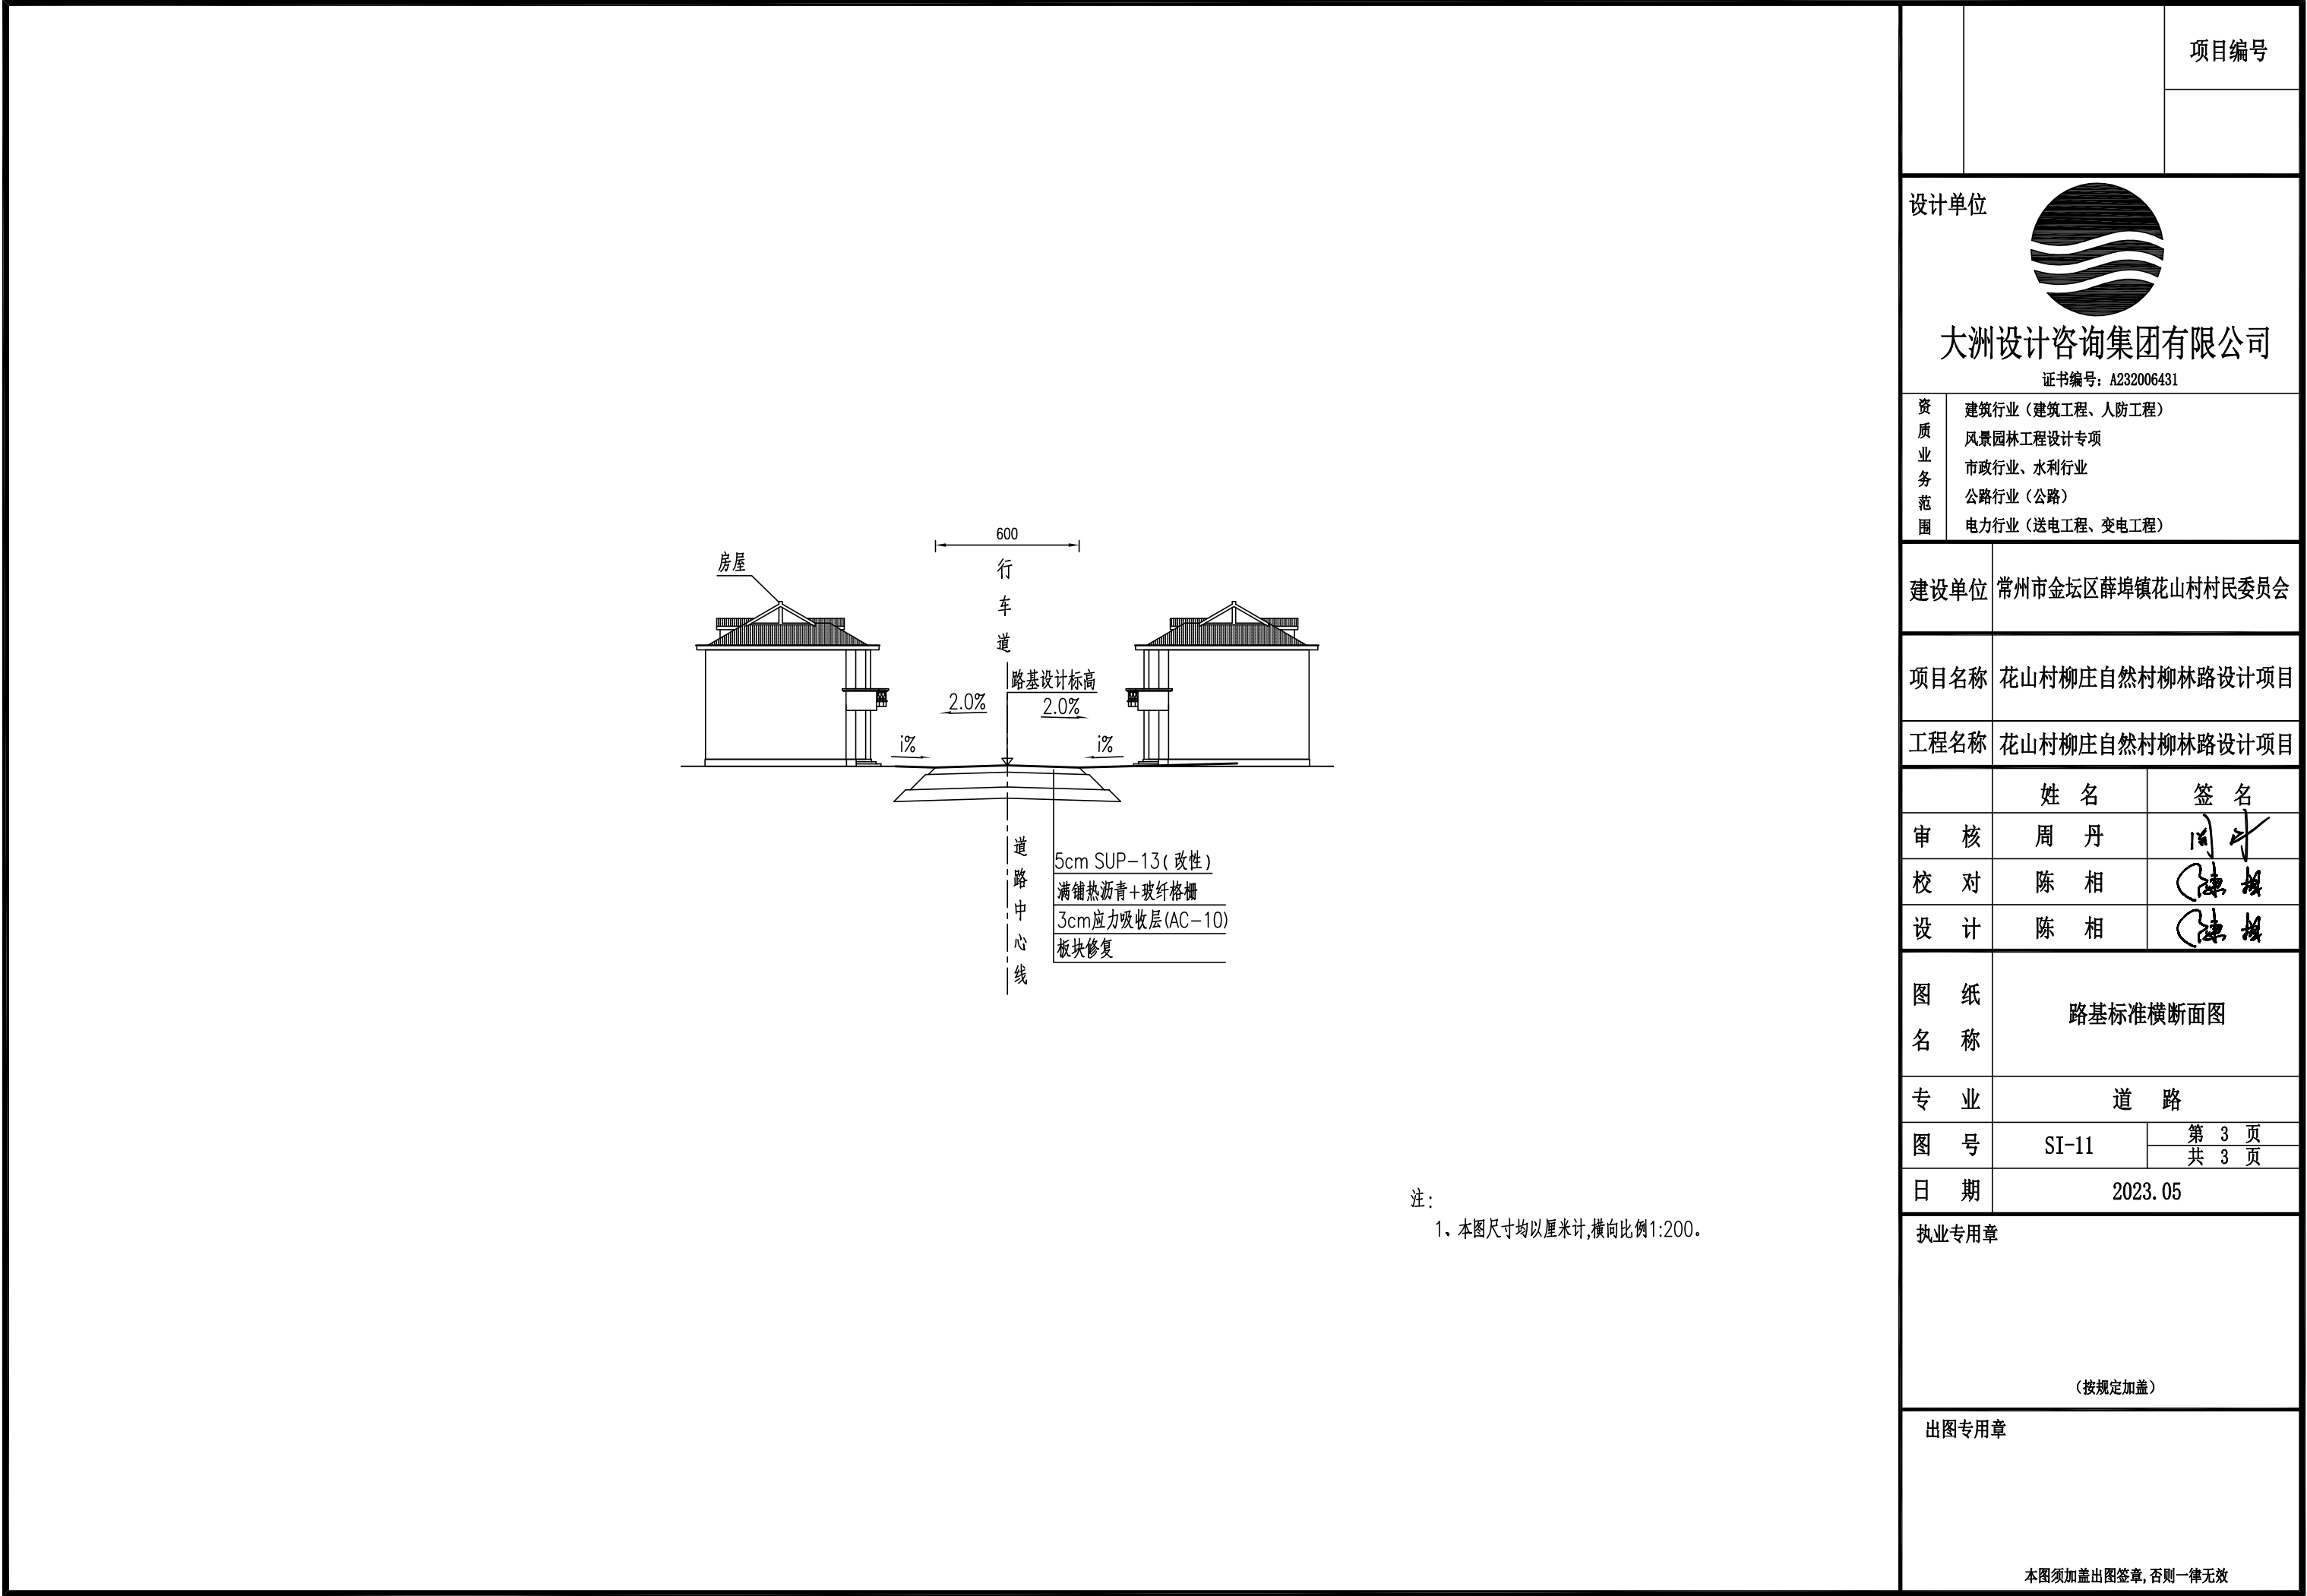 600
行
车
道
房屋
路基设计标高
2.0%
2.0%
i%
i%
道
路
中
心
线
5cm SUP-13(改性)
满铺热沥青+玻纤格栅
3cm应力吸收层(AC-10)
板块修复
注:
1、本图尺寸均以厘米计,横向比例1:200。
项目编号
设计单位
大洲设计咨询集团有限公司
证书编号: A232006431
资质业务范围
建筑行业（建筑工程、人防工程）
风景园林工程设计专项
市政行业、水利行业
公路行业（公路）
电力行业（送电工程、变电工程）
建设单位 常州市金坛区薛埠镇花山村村民委员会
项目名称 花山村柳庄自然村柳林路设计项目
工程名称 花山村柳庄自然村柳林路设计项目
姓 名 签 名
审 核 周 丹 周丹
校 对 陈 相 陈相
设 计 陈 相 陈相
图 纸
名 称
路基标准横断面图
专 业 道 路
图 号 SI-11
第 3 页
共 3 页
日 期 2023.05
执业专用章
（按规定加盖）
出图专用章
本图须加盖出图签章,否则一律无效